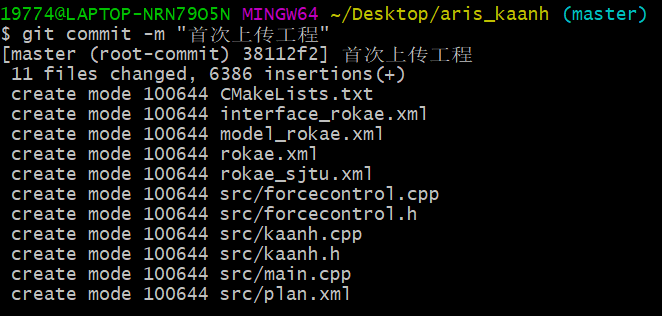 19774@LAPTOP-NRN79O5N MINGW64 ~/Desktop/aris_kaanh (master)
$ git commit -m "首次上传工程"
[master (root-commit) 38112f2] 首次上传工程
 11 files changed, 6386 insertions(+)
 create mode 100644 CMakeLists.txt
 create mode 100644 interface_rokae.xml
 create mode 100644 model_rokae.xml
 create mode 100644 rokae.xml
 create mode 100644 rokae_sjtu.xml
 create mode 100644 src/forcecontrol.cpp
 create mode 100644 src/forcecontrol.h
 create mode 100644 src/kaanh.cpp
 create mode 100644 src/kaanh.h
 create mode 100644 src/main.cpp
 create mode 100644 src/plan.xml